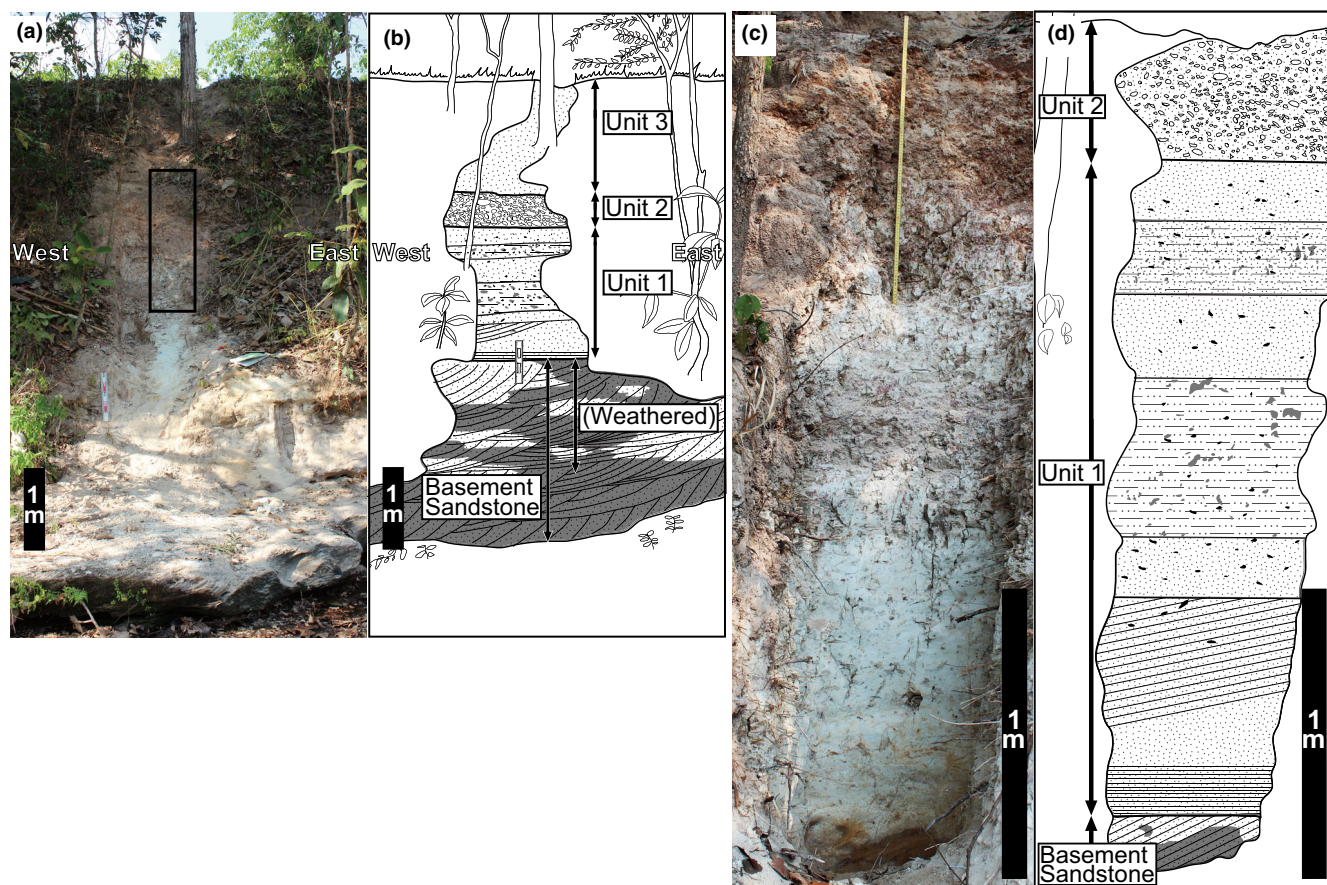 (a)
West
East
1
m
(b)
Unit 3
Unit 2
West
East
Unit 1
(Weathered)
Basement
Sandstone
1
m
(c)
1
m
(d)
Unit 2
Unit 1
Basement
Sandstone
1
m